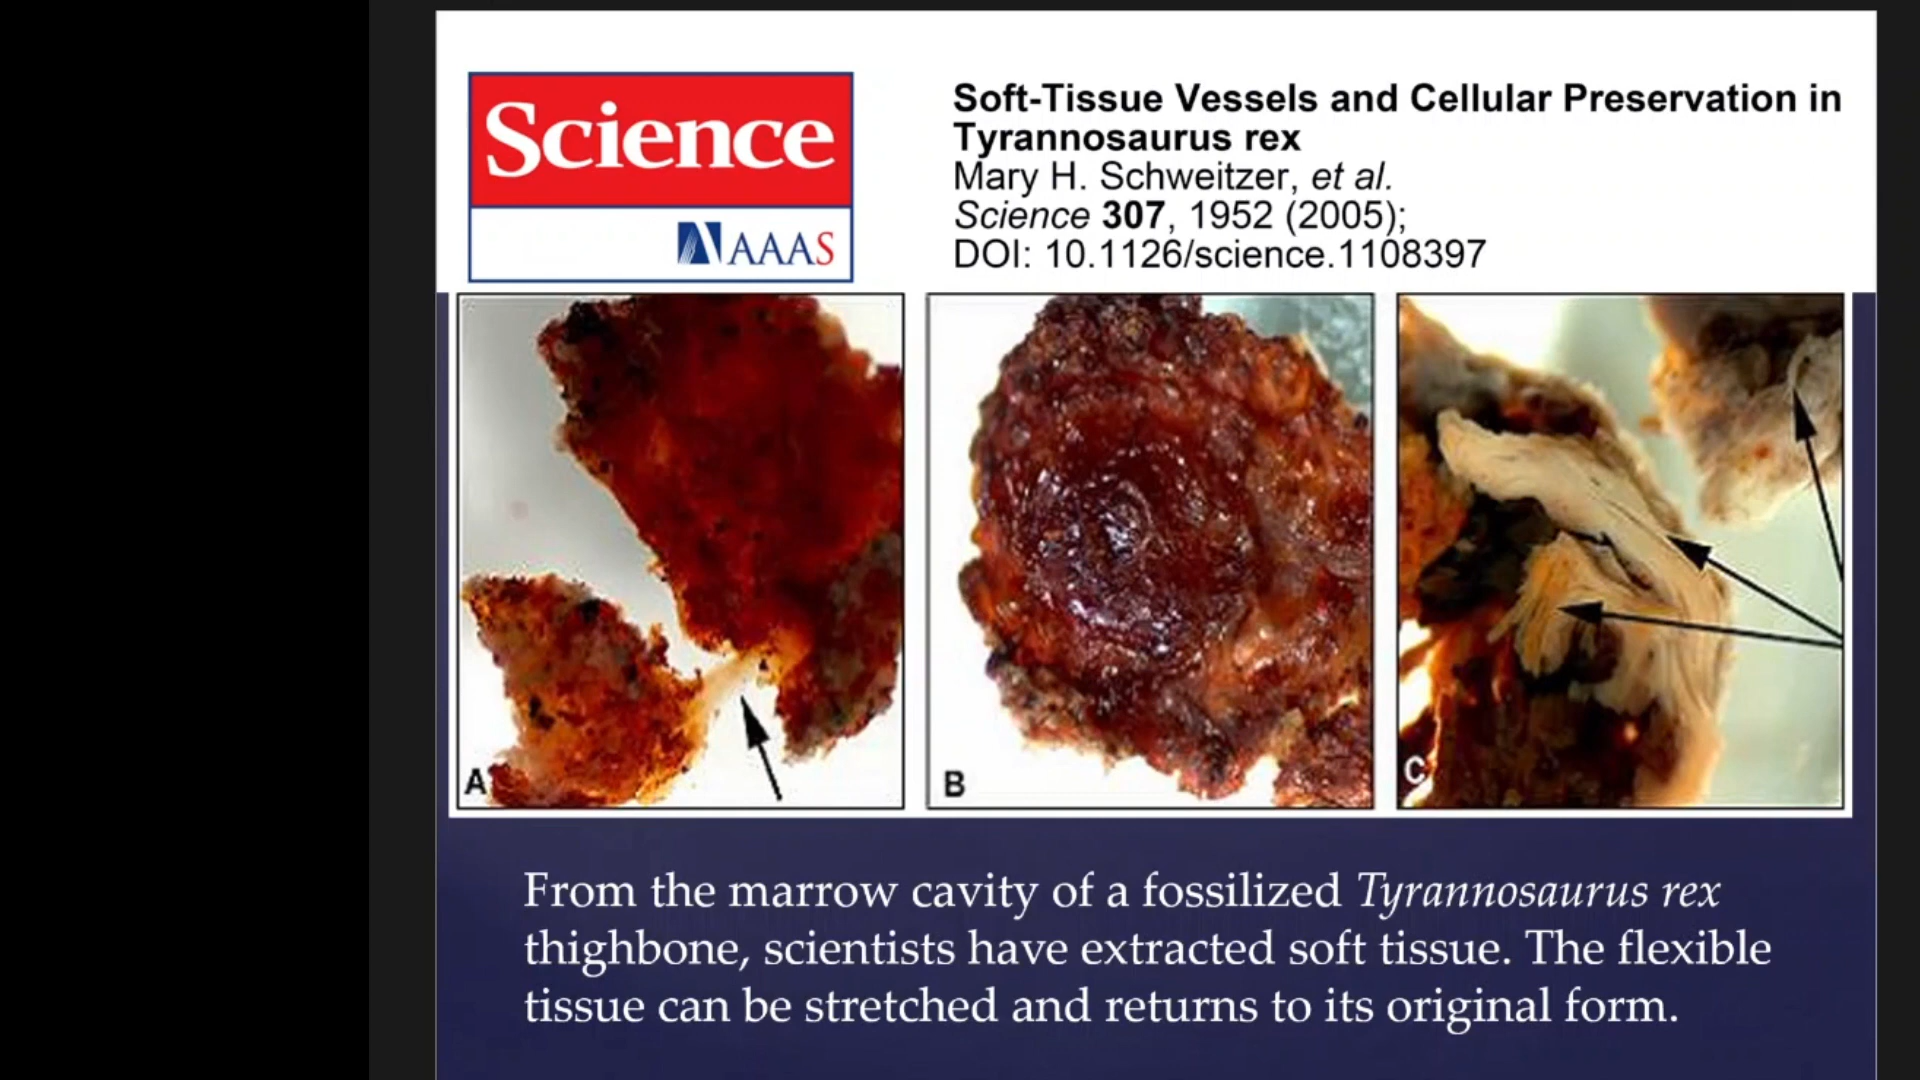 Science
AAAS
Soft-Tissue Vessels and Cellular Preservation in
Tyrannosaurus rex
Mary H. Schweitzer, et al.
Science 307, 1952 (2005);
DOI: 10.1126/science.1108397
A
B
C
From the marrow cavity of a fossilized Tyrannosaurus rex
thighbone, scientists have extracted soft tissue. The flexible
tissue can be stretched and returns to its original form.